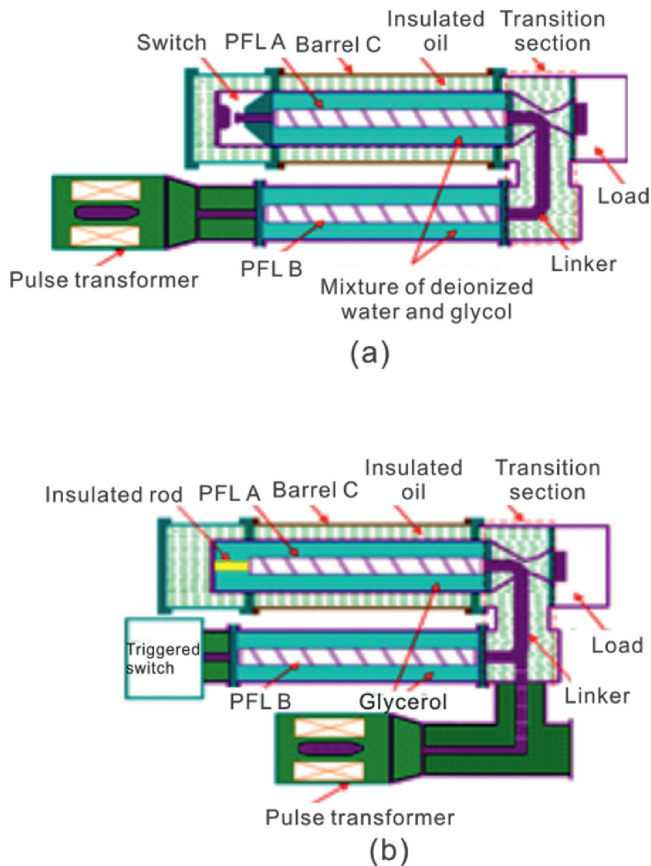 Switch
PFL A
Barrel C
Insulated
oil
Transition
section
Load
Linker
PFL B
Pulse transformer
Mixture of deionized
water and glycol
(a)
Insulated rod
PFL A
Barrel C
Insulated
oil
Transition
section
Triggered
switch
Load
Linker
PFL B
Glycerol
Pulse transformer
(b)